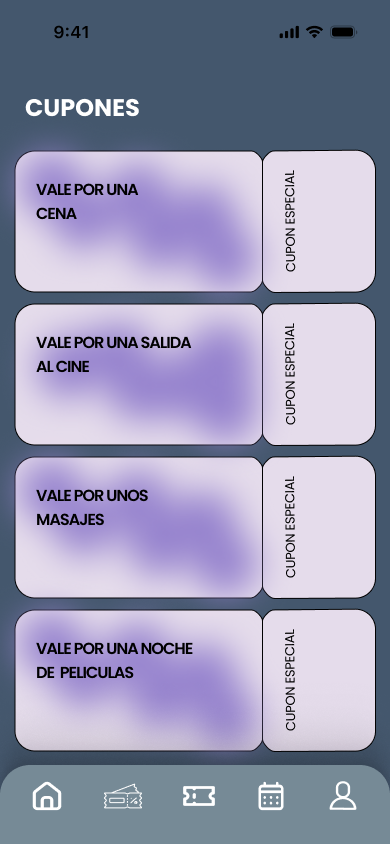 9:41
CUPONES
VALE POR UNA
CENA
CUPON ESPECIAL
VALE POR UNA SALIDA
AL CINE
CUPON ESPECIAL
VALE POR UNOS
MASAJES
CUPON ESPECIAL
VALE POR UNA NOCHE
DE PELICULAS
CUPON ESPECIAL